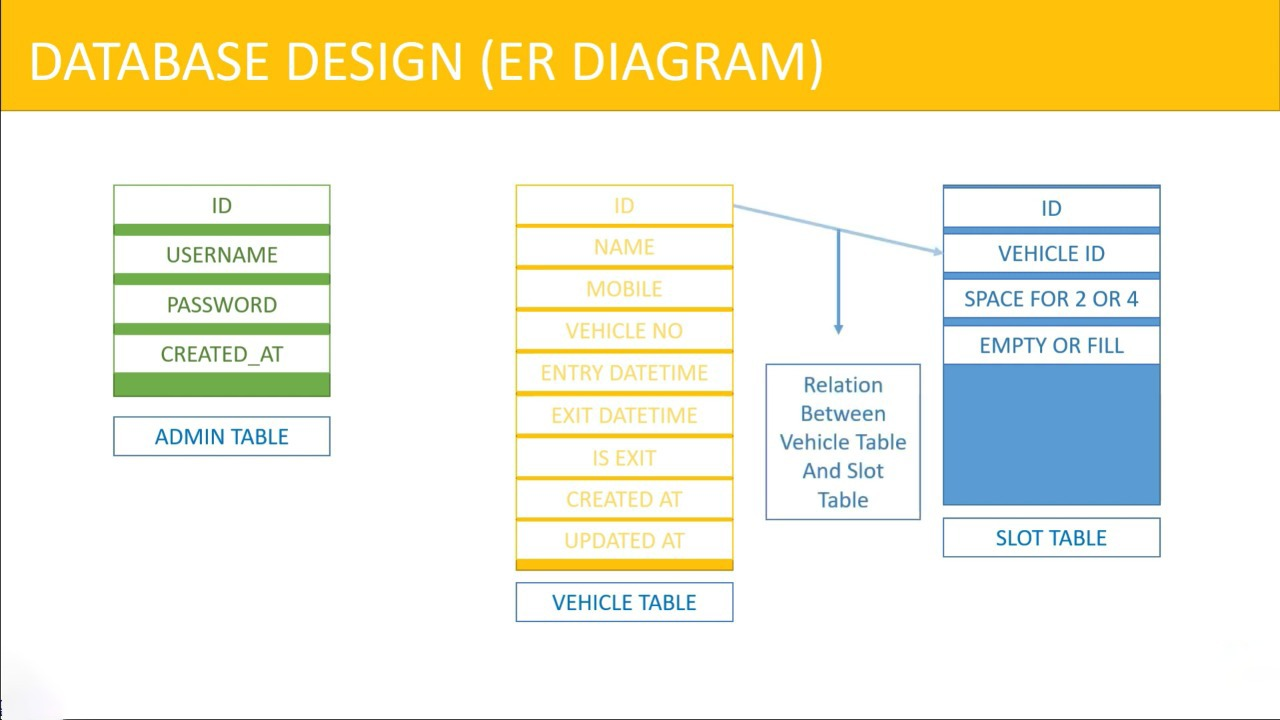 DATABASE DESIGN (ER DIAGRAM)
ID
USERNAME
PASSWORD
CREATED_AT
ADMIN TABLE
ID
NAME
MOBILE
VEHICLE NO
ENTRY DATETIME
EXIT DATETIME
IS EXIT
CREATED AT
UPDATED AT
VEHICLE TABLE
Relation
Between
Vehicle Table
And Slot
Table
ID
VEHICLE ID
SPACE FOR 2 OR 4
EMPTY OR FILL
SLOT TABLE